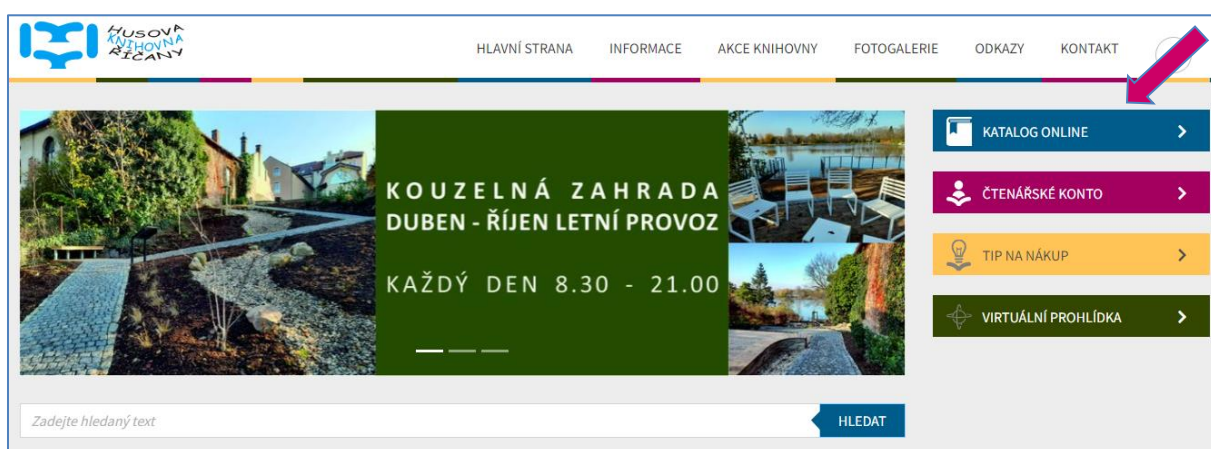 HUSOVA
KNIHOVNA
ŘÍČANY
HLAVNÍ STRANA INFORMACE AKCE KNIHOVNY FOTOGALERIE ODKAZY KONTAKT
KOUZELNÁ ZAHRADA
DUBEN - ŘÍJEN LETNÍ PROVOZ
KAŽDÝ DEN 8.30 - 21.00
KATALOG ONLINE
ČTENÁŘSKÉ KONTO
TIP NA NÁKUP
VIRTUÁLNÍ PROHLÍDKA
Zadejte hledaný text HLEDAT